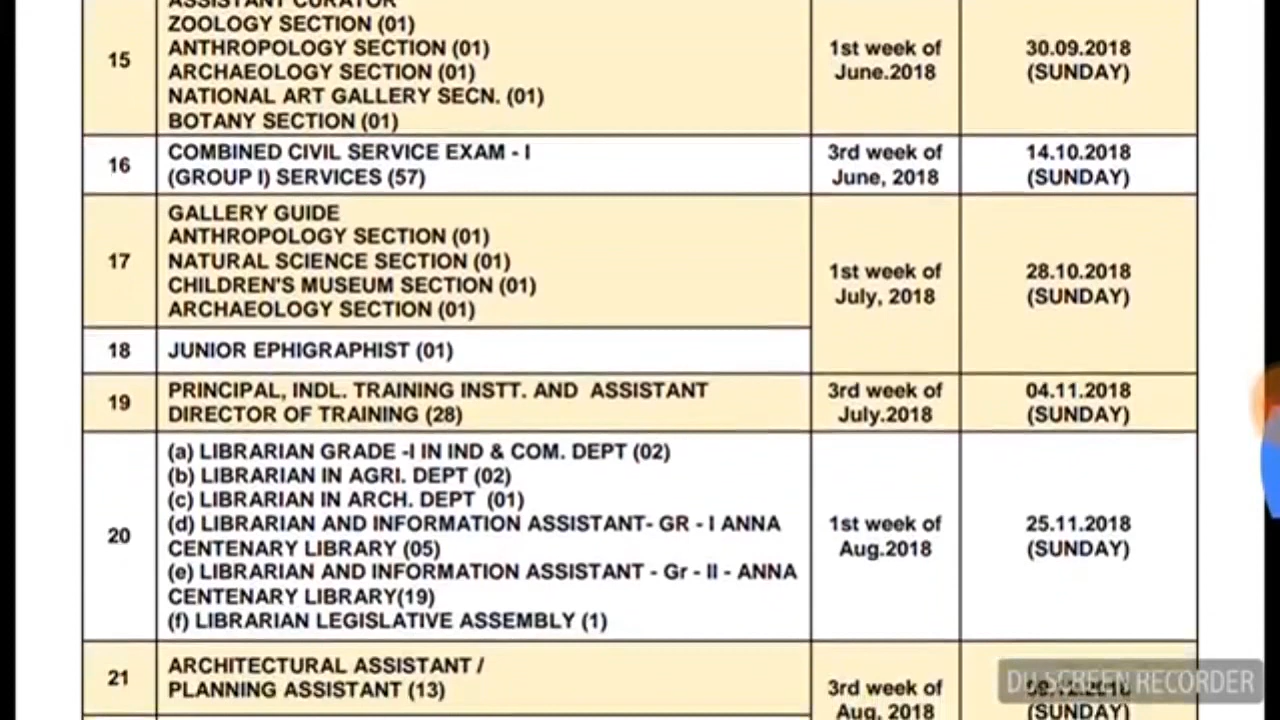 ASSISTANT CURATOR
15
ZOOLOGY SECTION (01)
ANTHROPOLOGY SECTION (01)
ARCHAEOLOGY SECTION (01)
NATIONAL ART GALLERY SECN. (01)
BOTANY SECTION (01)
1st week of
June.2018
30.09.2018
(SUNDAY)
16
COMBINED CIVIL SERVICE EXAM - I
(GROUP I) SERVICES (57)
3rd week of
June, 2018
14.10.2018
(SUNDAY)
17
GALLERY GUIDE
ANTHROPOLOGY SECTION (01)
NATURAL SCIENCE SECTION (01)
CHILDREN'S MUSEUM SECTION (01)
ARCHAEOLOGY SECTION (01)
1st week of
July, 2018
28.10.2018
(SUNDAY)
18
JUNIOR EPHIGRAPHIST (01)
19
PRINCIPAL, INDL. TRAINING INSTT. AND ASSISTANT
DIRECTOR OF TRAINING (28)
3rd week of
July.2018
04.11.2018
(SUNDAY)
20
(a) LIBRARIAN GRADE -I IN IND & COM. DEPT (02)
(b) LIBRARIAN IN AGRI. DEPT (02)
(c) LIBRARIAN IN ARCH. DEPT (01)
(d) LIBRARIAN AND INFORMATION ASSISTANT- GR - I ANNA
CENTENARY LIBRARY (05)
(e) LIBRARIAN AND INFORMATION ASSISTANT - Gr - II - ANNA
CENTENARY LIBRARY(19)
(f) LIBRARIAN LEGISLATIVE ASSEMBLY (1)
1st week of
Aug.2018
25.11.2018
(SUNDAY)
21
ARCHITECTURAL ASSISTANT /
PLANNING ASSISTANT (13)
3rd week of
Aug, 2018
(SUNDAY)
DU SCREEN RECORDER